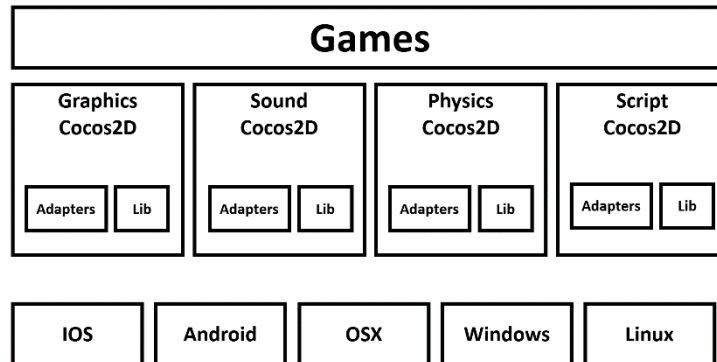 Games
Graphics
Cocos2D
Sound
Cocos2D
Physics
Cocos2D
Script
Cocos2D
Adapters
Lib
Adapters
Lib
Adapters
Lib
Adapters
Lib
IOS
Android
OSX
Windows
Linux